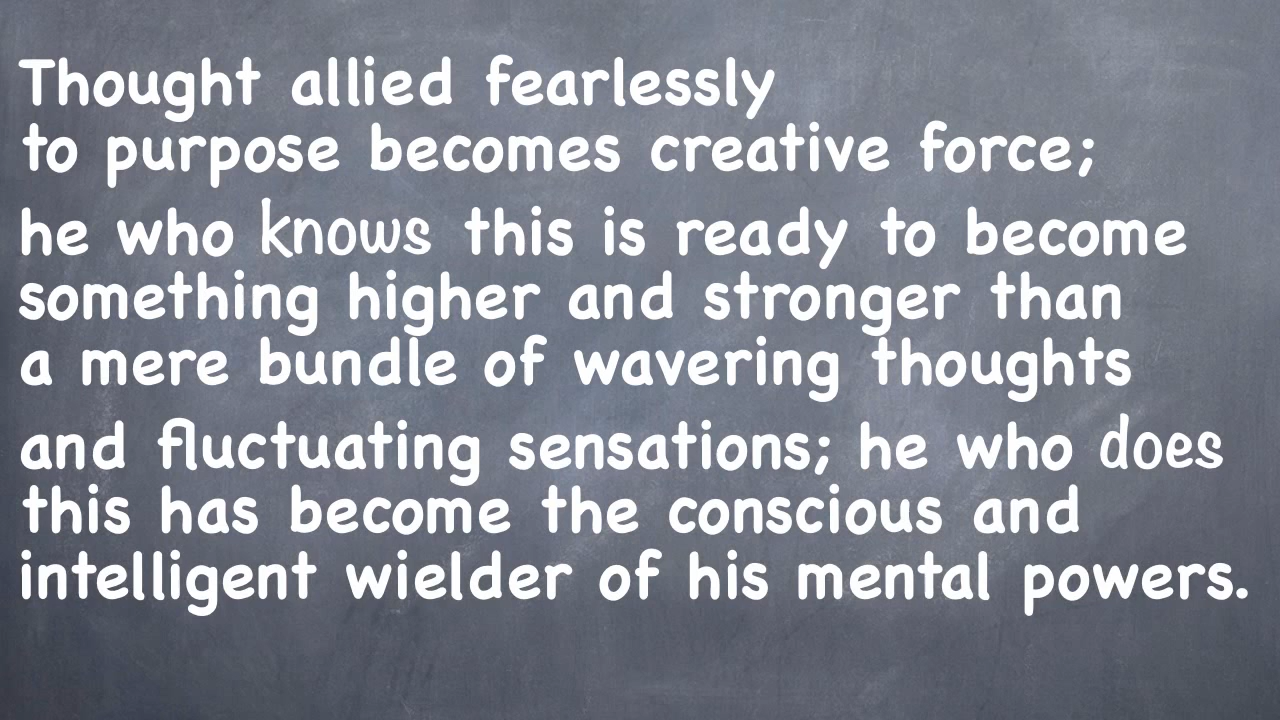 Thought allied fearlessly
to purpose becomes creative force;
he who knows this is ready to become
something higher and stronger than
a mere bundle of wavering thoughts
and fluctuating sensations; he who does
this has become the conscious and
intelligent wielder of his mental powers.